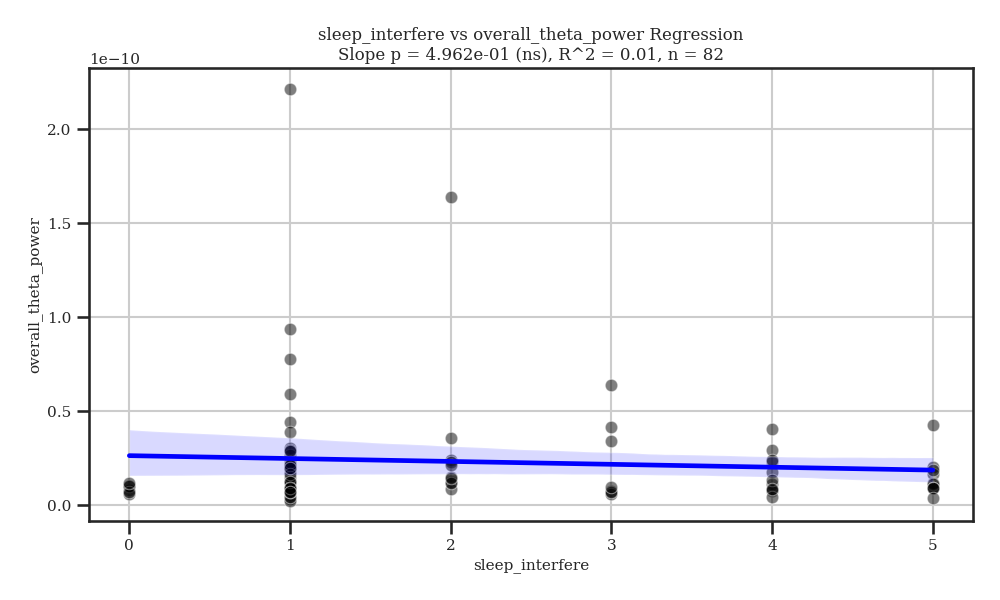 sleep_interfere vs overall_theta_power Regression
Slope p = 4.962e-01 (ns), R^2 = 0.01, n = 82
1e−10
2.0
1.5
1.0
0.5
0.0
overall_theta_power
0 1 2 3 4 5
sleep_interfere